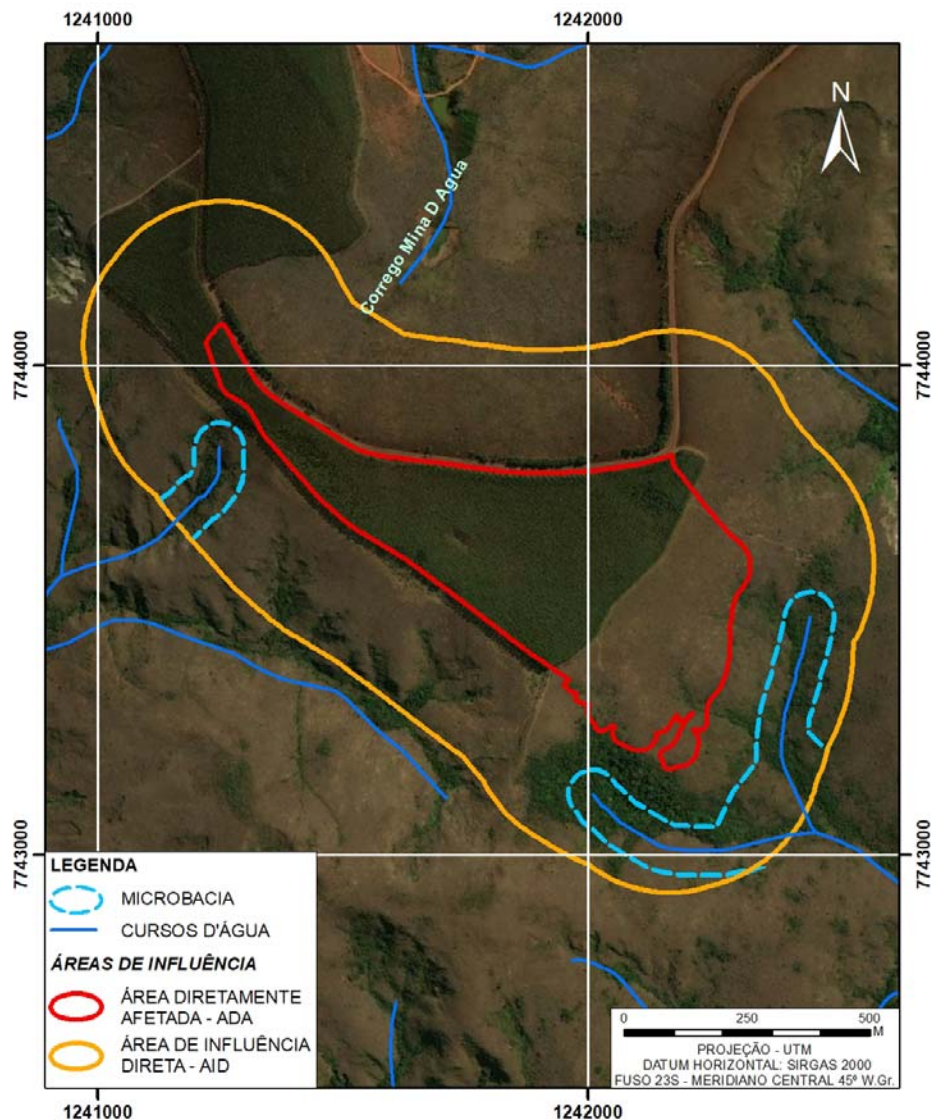 1241000
1242000
N
Corrego Mina D Agua
7744000
7744000
7743000
7743000
LEGENDA
MICROBACIA
CURSOS D'ÁGUA
ÁREAS DE INFLUÊNCIA
ÁREA DIRETAMENTE
AFETADA - ADA
ÁREA DE INFLUÊNCIA
DIRETA - AID
0 250 500
M
PROJEÇÃO - UTM
DATUM HORIZONTAL: SIRGAS 2000
FUSO 23S - MERIDIANO CENTRAL 45º W.Gr.
1241000
1242000